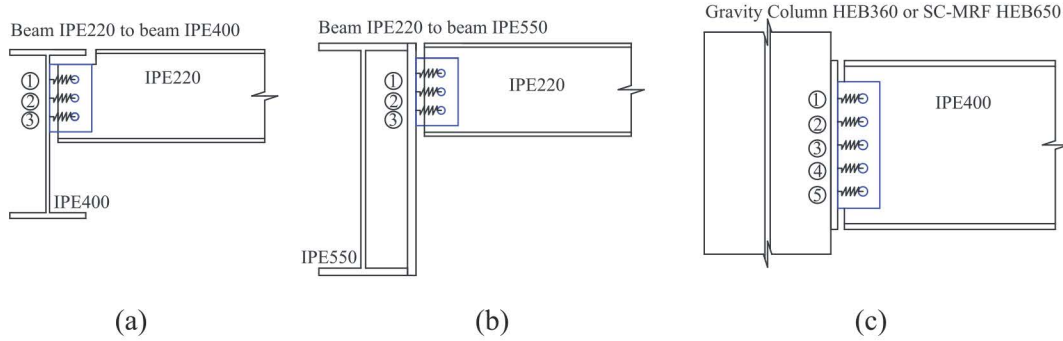 Beam IPE220 to beam IPE400
①
②
③
IPE220
IPE400
(a)
Beam IPE220 to beam IPE550
①
②
③
IPE220
IPE550
(b)
Gravity Column HEB360 or SC-MRF HEB650
①
②
③
④
⑤
IPE400
(c)